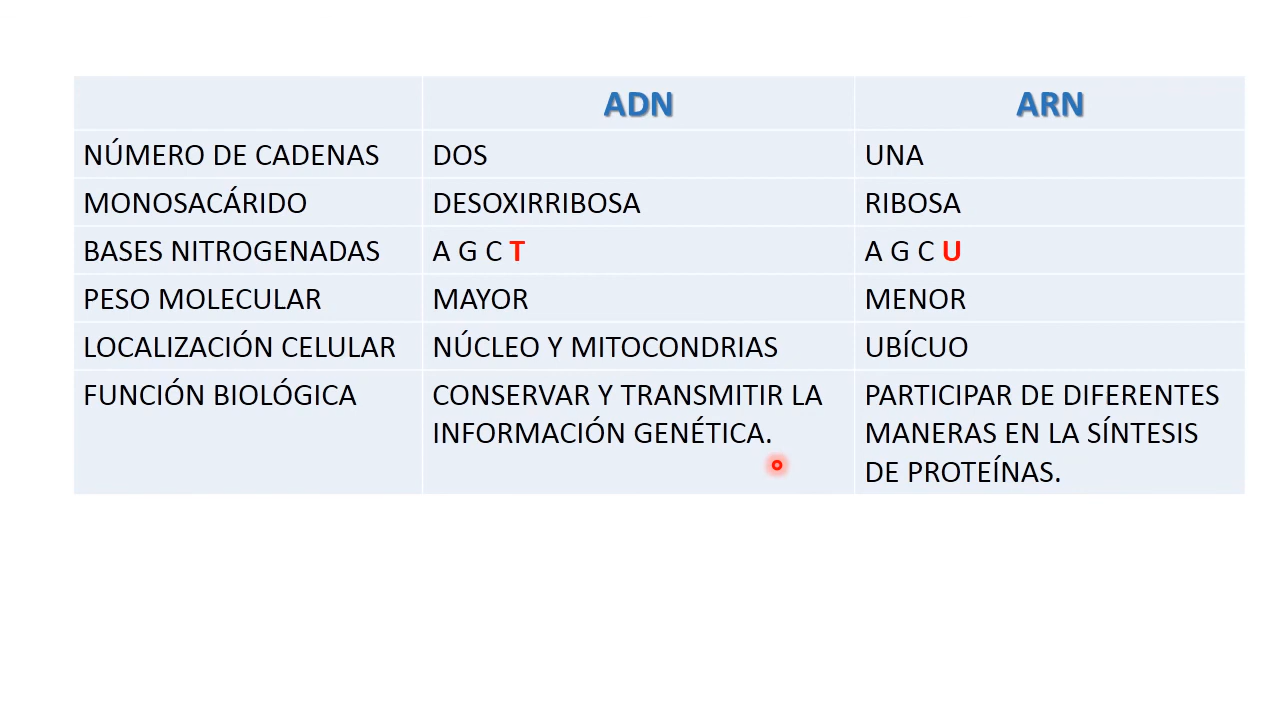 ADN ARN
NÚMERO DE CADENAS DOS UNA
MONOSACÁRIDO DESOXIRRIBOSA RIBOSA
BASES NITROGENADAS A G C T A G C U
PESO MOLECULAR MAYOR MENOR
LOCALIZACIÓN CELULAR NÚCLEO Y MITOCONDRIAS UBÍCUO
FUNCIÓN BIOLÓGICA CONSERVAR Y TRANSMITIR LA PARTICIPAR DE DIFERENTES
INFORMACIÓN GENÉTICA. MANERAS EN LA SÍNTESIS
DE PROTEÍNAS.